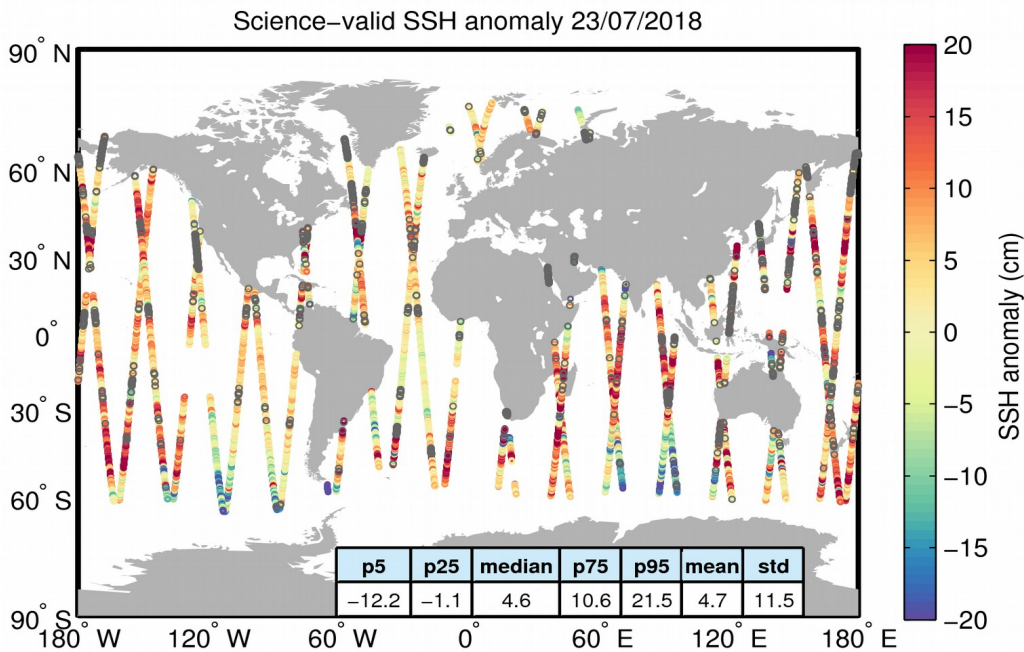 Science−valid SSH anomaly 23/07/2018
90° N
60° N
30° N
0°
30° S
60° S
90° S
180° W
120° W
60° W
0°
60° E
120° E
180° E
p5 p25 median p75 p95 mean std
−12.2 −1.1 4.6 10.6 21.5 4.7 11.5
20
15
10
5
0
−5
−10
−15
−20
SSH anomaly (cm)